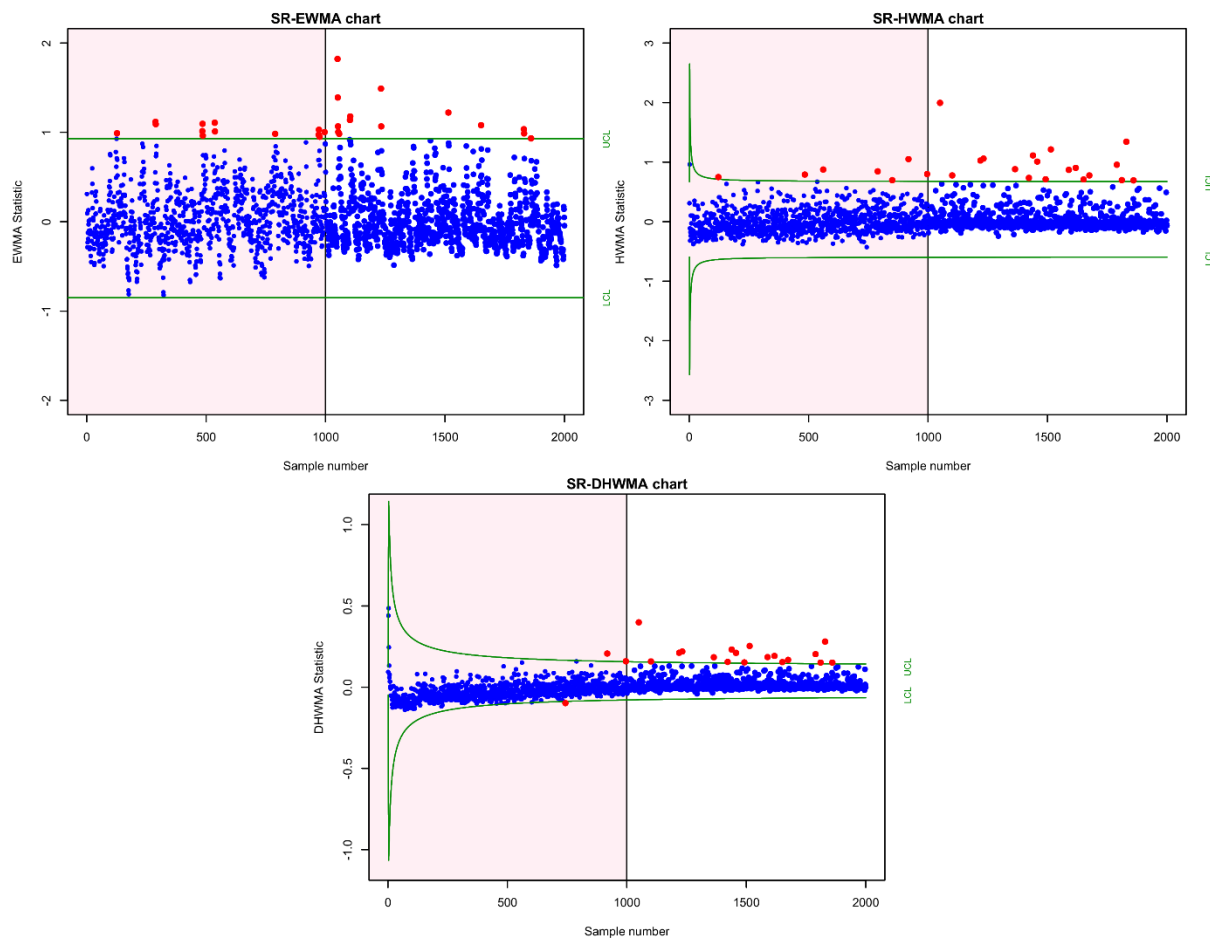 SR-EWMA chart
EWMA Statistic
2
1
0
-1
-2
UCL
LCL
0 500 1000 1500 2000
Sample number
SR-HWMA chart
HWMA Statistic
3
2
1
0
-1
-2
-3
UCL
LCL
0 500 1000 1500 2000
Sample number
SR-DHWMA chart
DHWMA Statistic
1.0
0.5
0.0
-0.5
-1.0
UCL
LCL
0 500 1000 1500 2000
Sample number